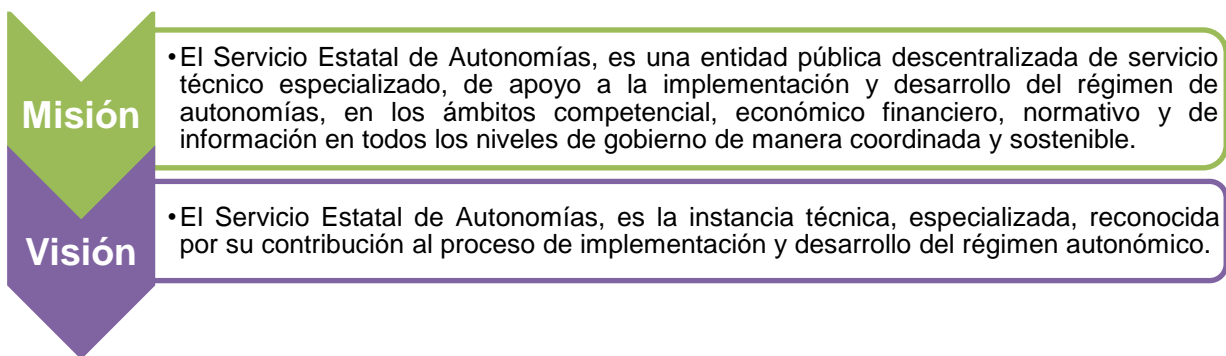 Misión
•El Servicio Estatal de Autonomías, es una entidad pública descentralizada de servicio
técnico especializado, de apoyo a la implementación y desarrollo del régimen de
autonomías, en los ámbitos competencial, económico financiero, normativo y de
información en todos los niveles de gobierno de manera coordinada y sostenible.
Visión
•El Servicio Estatal de Autonomías, es la instancia técnica, especializada, reconocida
por su contribución al proceso de implementación y desarrollo del régimen autonómico.